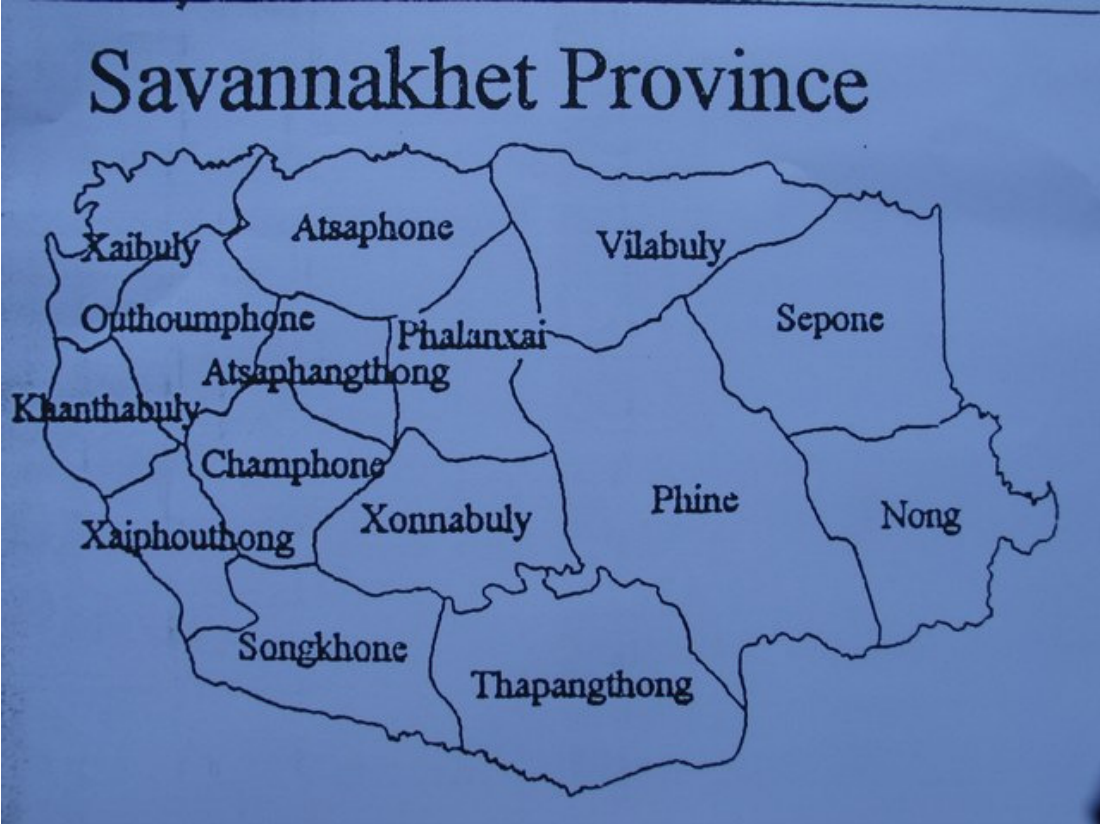 Savannakhet Province
Atsaphone
Xaibuly
Vilabuly
Outhoumphone
Sepone
Phalanxai
Atsaphangthong
Khanthabuly
Champhone
Phine
Xonnabuly
Nong
Xaiphouthong
Songkhone
Thapangthong